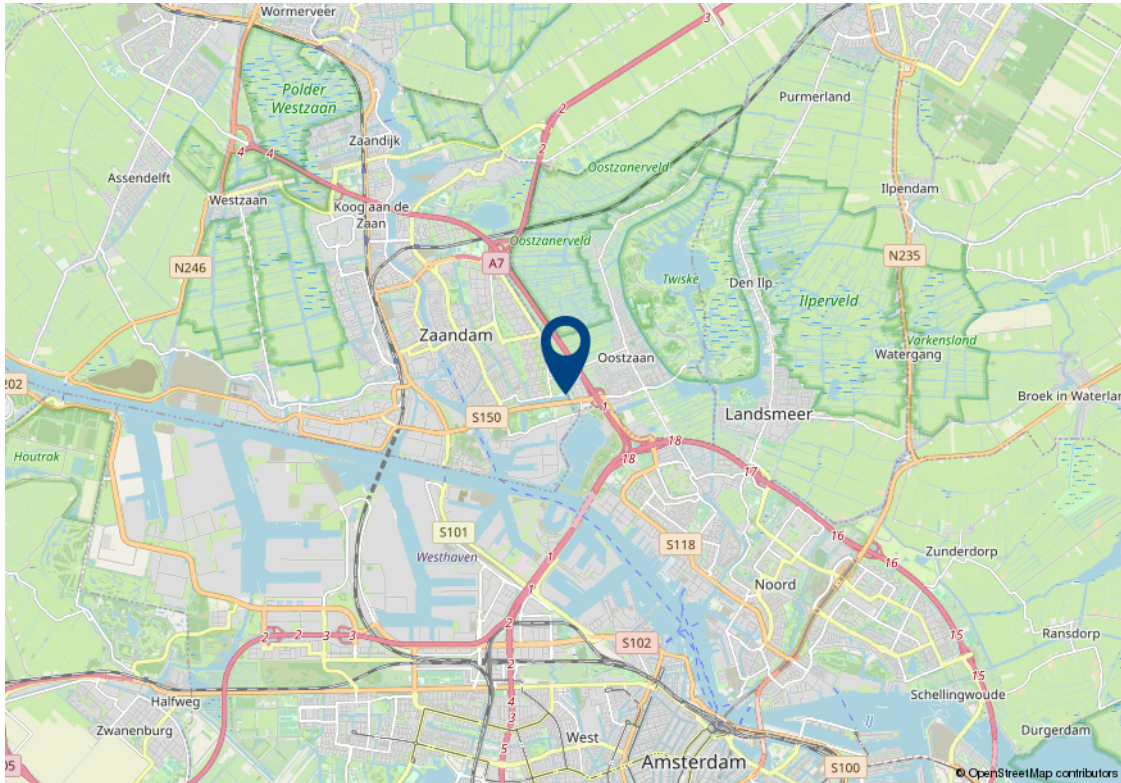 Wormerveer
3
Polder
Westzaan
Purmerland
2
2
4
4
Zaandijk
Oostzanerveld
Assendelft
Ilpendam
Westzaan
Koog aan de
Zaan
Oostzanerveld
N246
A7
N235
Twiske
Den Ilp
Ilperveld
Zaandam
Varkensland
Watergang
Oostzaan
202
Broek in Waterlan
1
S150
Landsmeer
Houtrak
18
18
17
S101
16
S118
16
Zunderdorp
Westhaven
1
Noord
1
2
2
3
3
15
Ransdorp
S102
2
15
Halfweg
Schellingwoude
4
3
IJ
Zwanenburg
West
Durgerdam
5
05
Amsterdam
S100
© OpenStreetMap contributors